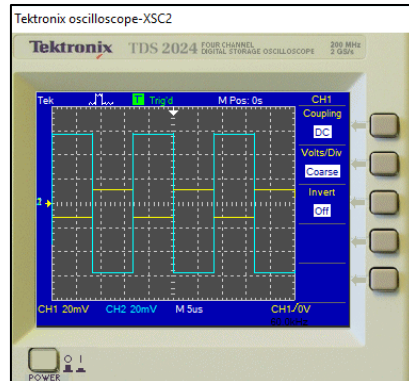 Tektronix oscilloscope-XSC2
Tektronix TDS 2024 FOUR CHANNEL DIGITAL STORAGE OSCILLOSCOPE 200 MHz 2 GS/s
Tek T Trig'd M Pos: 0s CH1
Coupling
DC
Volts/Div
Coarse
Invert
Off
CH1 20mV CH2 20mV M 5us CH1/0V
POWER